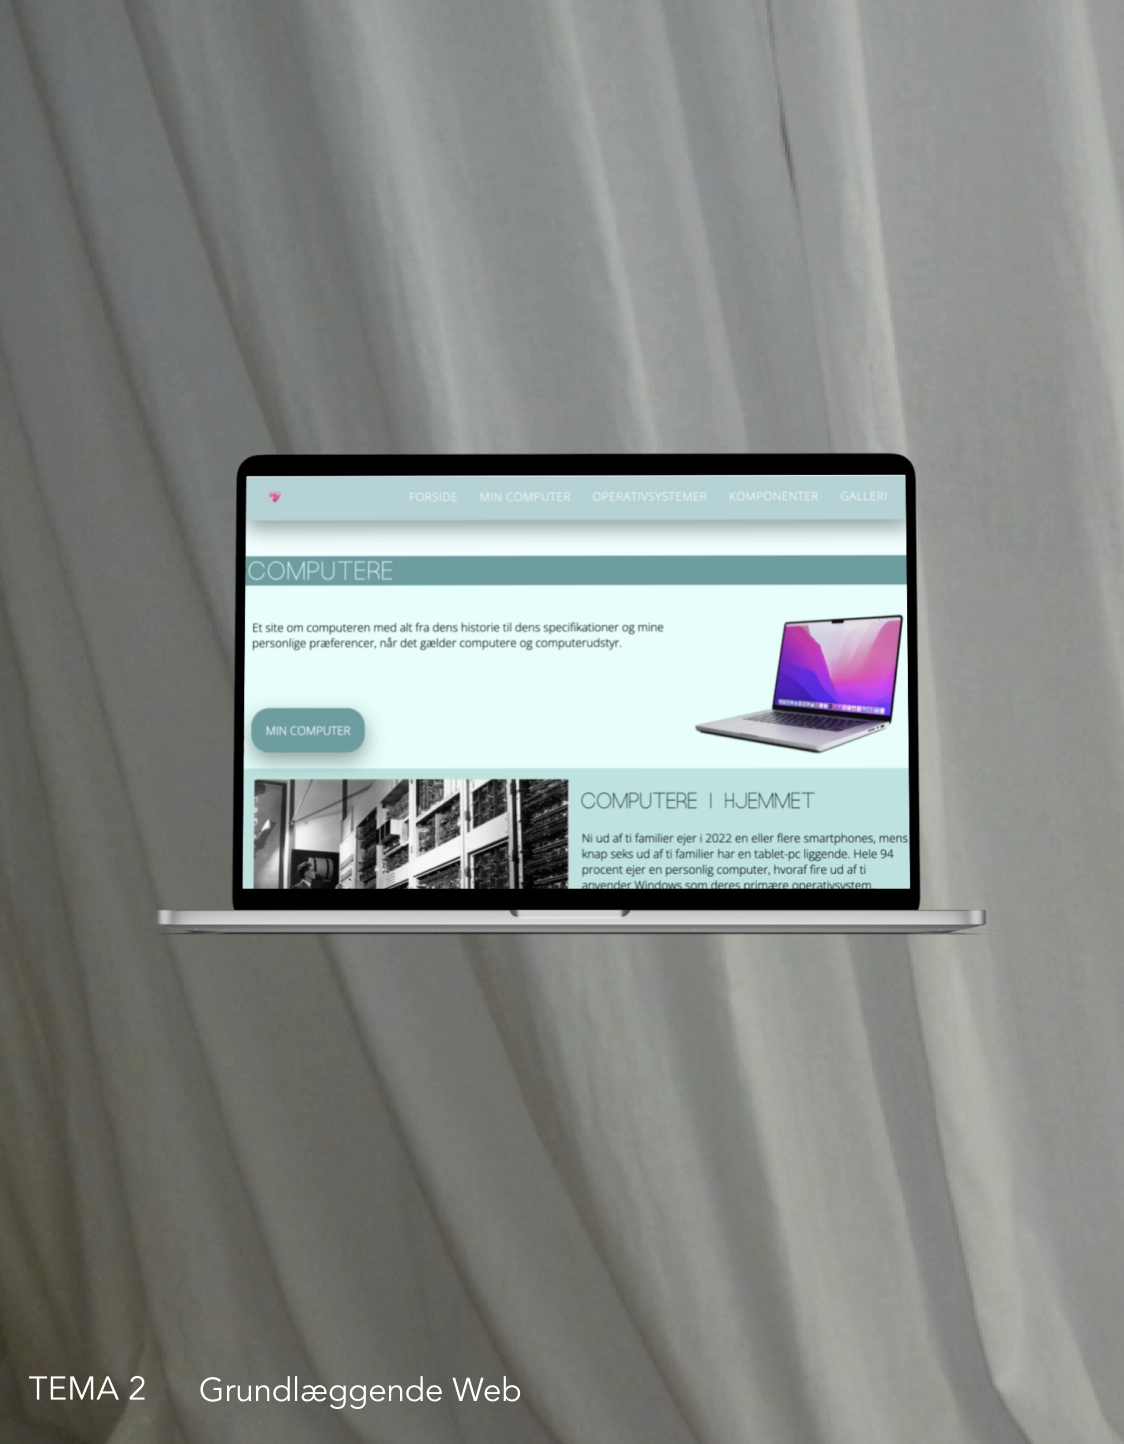 FORSIDE MIN COMPUTER OPERATIVSYSTEMER KOMPONENTER GALLERI
COMPUTERE
Et site om computeren med alt fra dens historie til dens specifikationer og mine
personlige præferencer, når det gælder computere og computerudstyr.
MIN COMPUTER
COMPUTERE I HJEMMET
Ni ud af ti familier ejer i 2022 en eller flere smartphones, mens
knap seks ud af ti familier har en tablet-pc liggende. Hele 94
procent ejer en personlig computer, hvoraf fire ud af ti
anvender Windows som deres primære operativsystem
TEMA 2 Grundlæggende Web